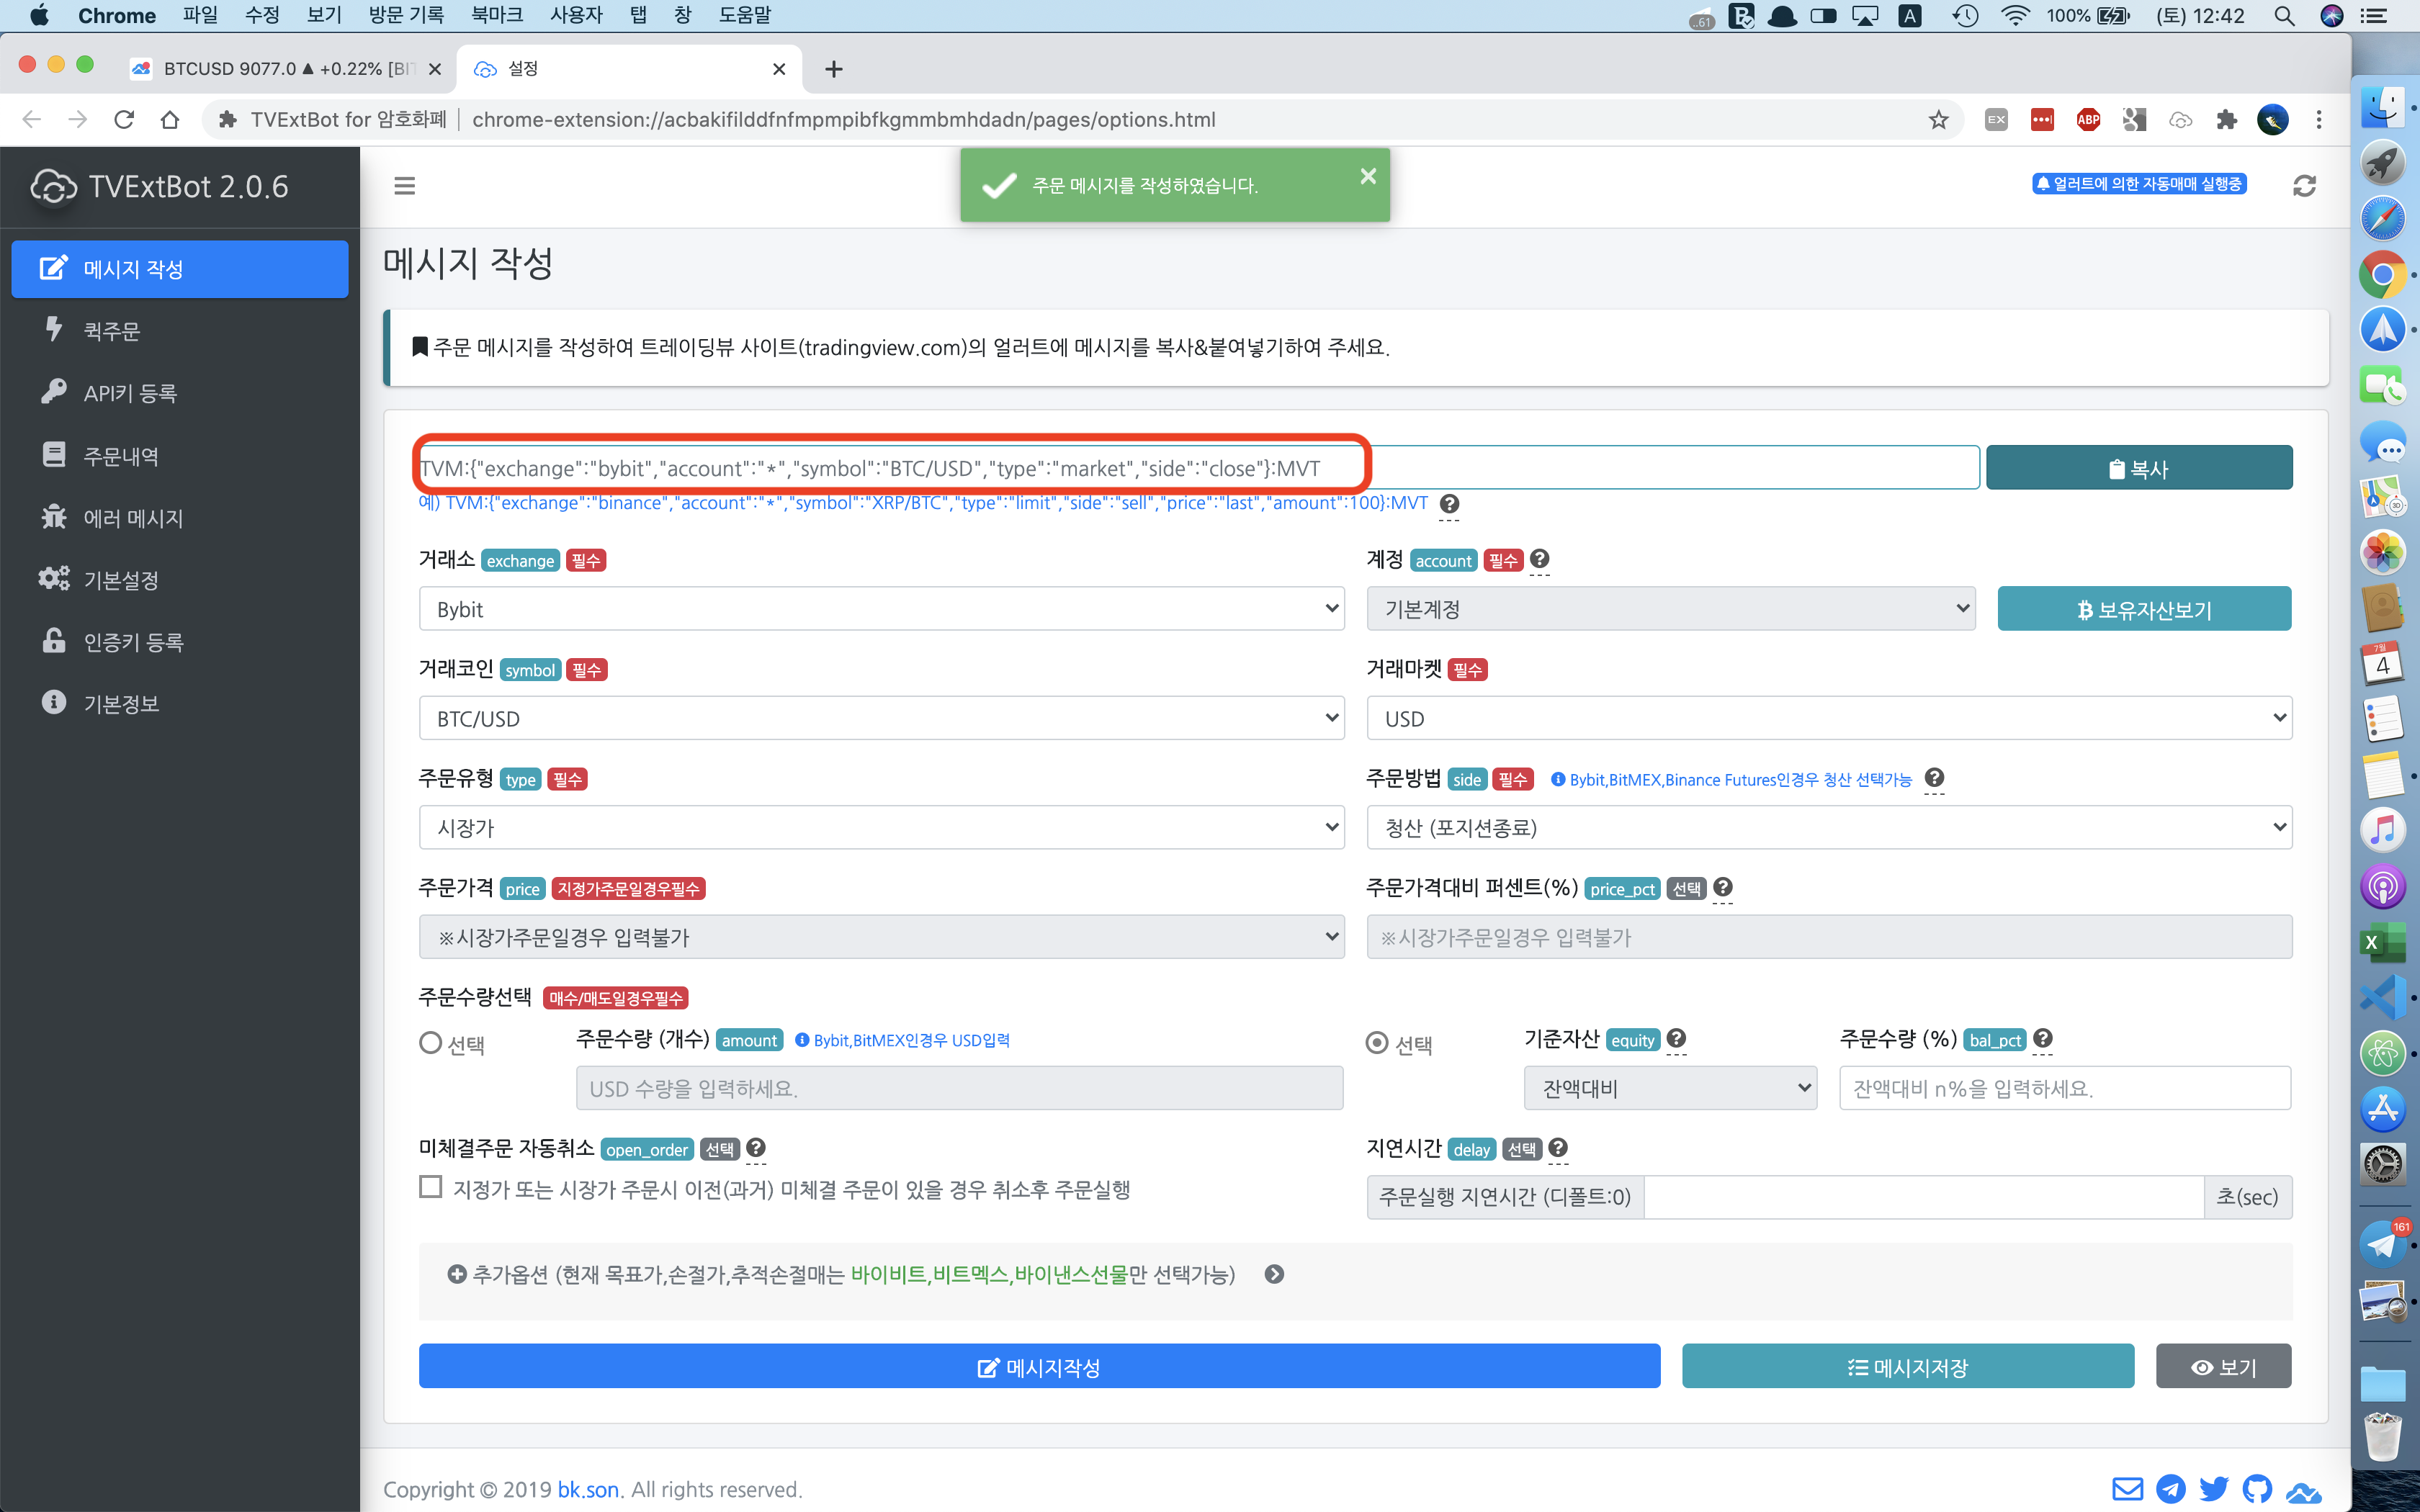 Chrome 파일 수정 보기 방문 기록 북마크 사용자 탭 창 도움말 ..61 A 100% (토) 12:42
BTCUSD 9077.0 ▲ +0.22% [BIT
설정
TVExtBot for 암호화폐 chrome-extension://acbakifilddfnfmpmpibfkgmmbmhdadn/pages/options.html EX ABP
TVExtBot 2.0.6
주문 메시지를 작성하였습니다.
얼러트에 의한 자동매매 실행중
메시지 작성
퀵주문
API키 등록
주문내역
에러 메시지
기본설정
인증키 등록
기본정보
메시지 작성
주문 메시지를 작성하여 트레이딩뷰 사이트(tradingview.com)의 얼러트에 메시지를 복사&붙여넣기하여 주세요.
TVM:{"exchange":"bybit","account":"*","symbol":"BTC/USD","type":"market","side":"close"}:MVT
복사
예) TVM:{"exchange":"binance","account":"*","symbol":"XRP/BTC","type":"limit","side":"sell","price":"last","amount":100}:MVT
거래소 exchange 필수
계정 account 필수
Bybit
기본계정
보유자산보기
거래코인 symbol 필수
거래마켓 필수
BTC/USD
USD
주문유형 type 필수
주문방법 side 필수 Bybit,BitMEX,Binance Futures인경우 청산 선택가능
시장가
청산 (포지션종료)
주문가격 price 지정가주문일경우필수
주문가격대비 퍼센트(%) price_pct 선택
※시장가주문일경우 입력불가
※시장가주문일경우 입력불가
주문수량선택 매수/매도일경우필수
선택
주문수량 (개수) amount Bybit,BitMEX인경우 USD입력
선택
기준자산 equity
주문수량 (%) bal_pct
USD 수량을 입력하세요.
잔액대비
잔액대비 n%을 입력하세요.
미체결주문 자동취소 open_order 선택
지연시간 delay 선택
지정가 또는 시장가 주문시 이전(과거) 미체결 주문이 있을 경우 취소후 주문실행
주문실행 지연시간 (디폴트:0)
초(sec)
추가옵션 (현재 목표가,손절가,추적손절매는 바이비트,비트멕스,바이낸스선물만 선택가능)
메시지작성
메시지저장
보기
Copyright © 2019 bk.son. All rights reserved.
7월
4
3D
X
161